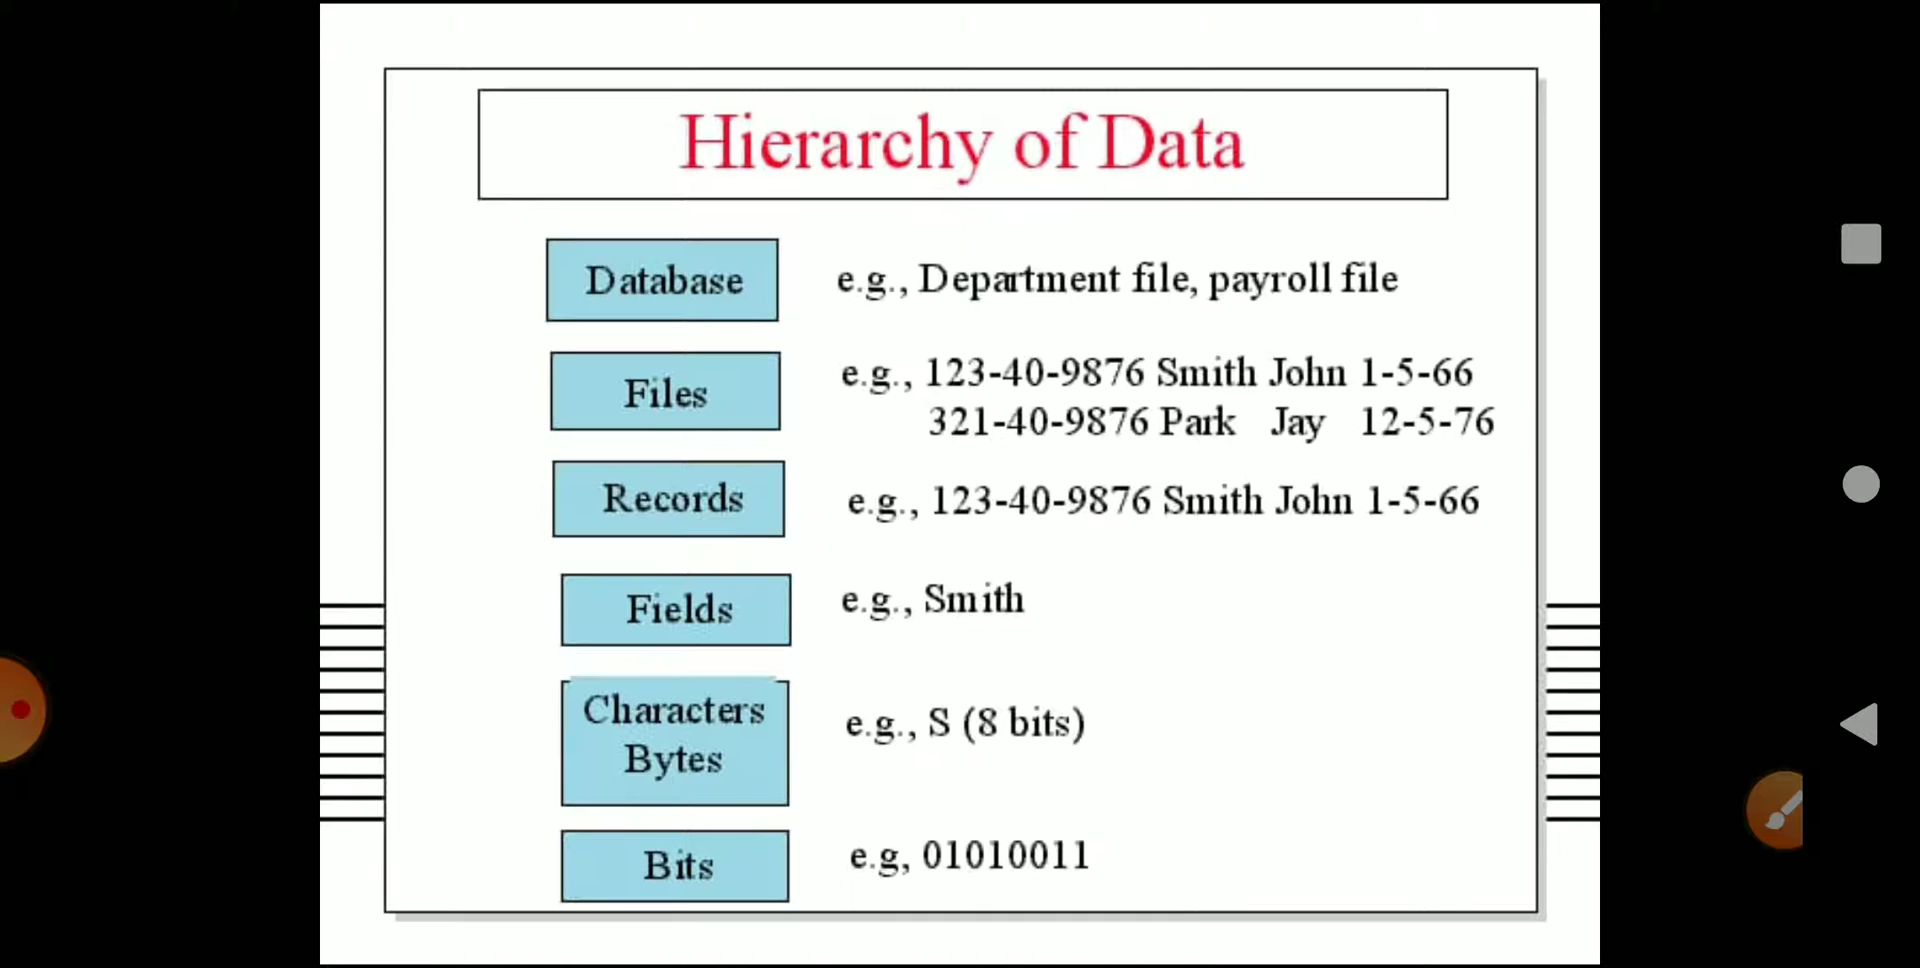 Hierarchy of Data
Database e.g., Department file, payroll file
Files e.g., 123-40-9876 Smith John 1-5-66
321-40-9876 Park Jay 12-5-76
Records e.g., 123-40-9876 Smith John 1-5-66
Fields e.g., Smith
Characters
Bytes e.g., S (8 bits)
Bits e.g, 01010011